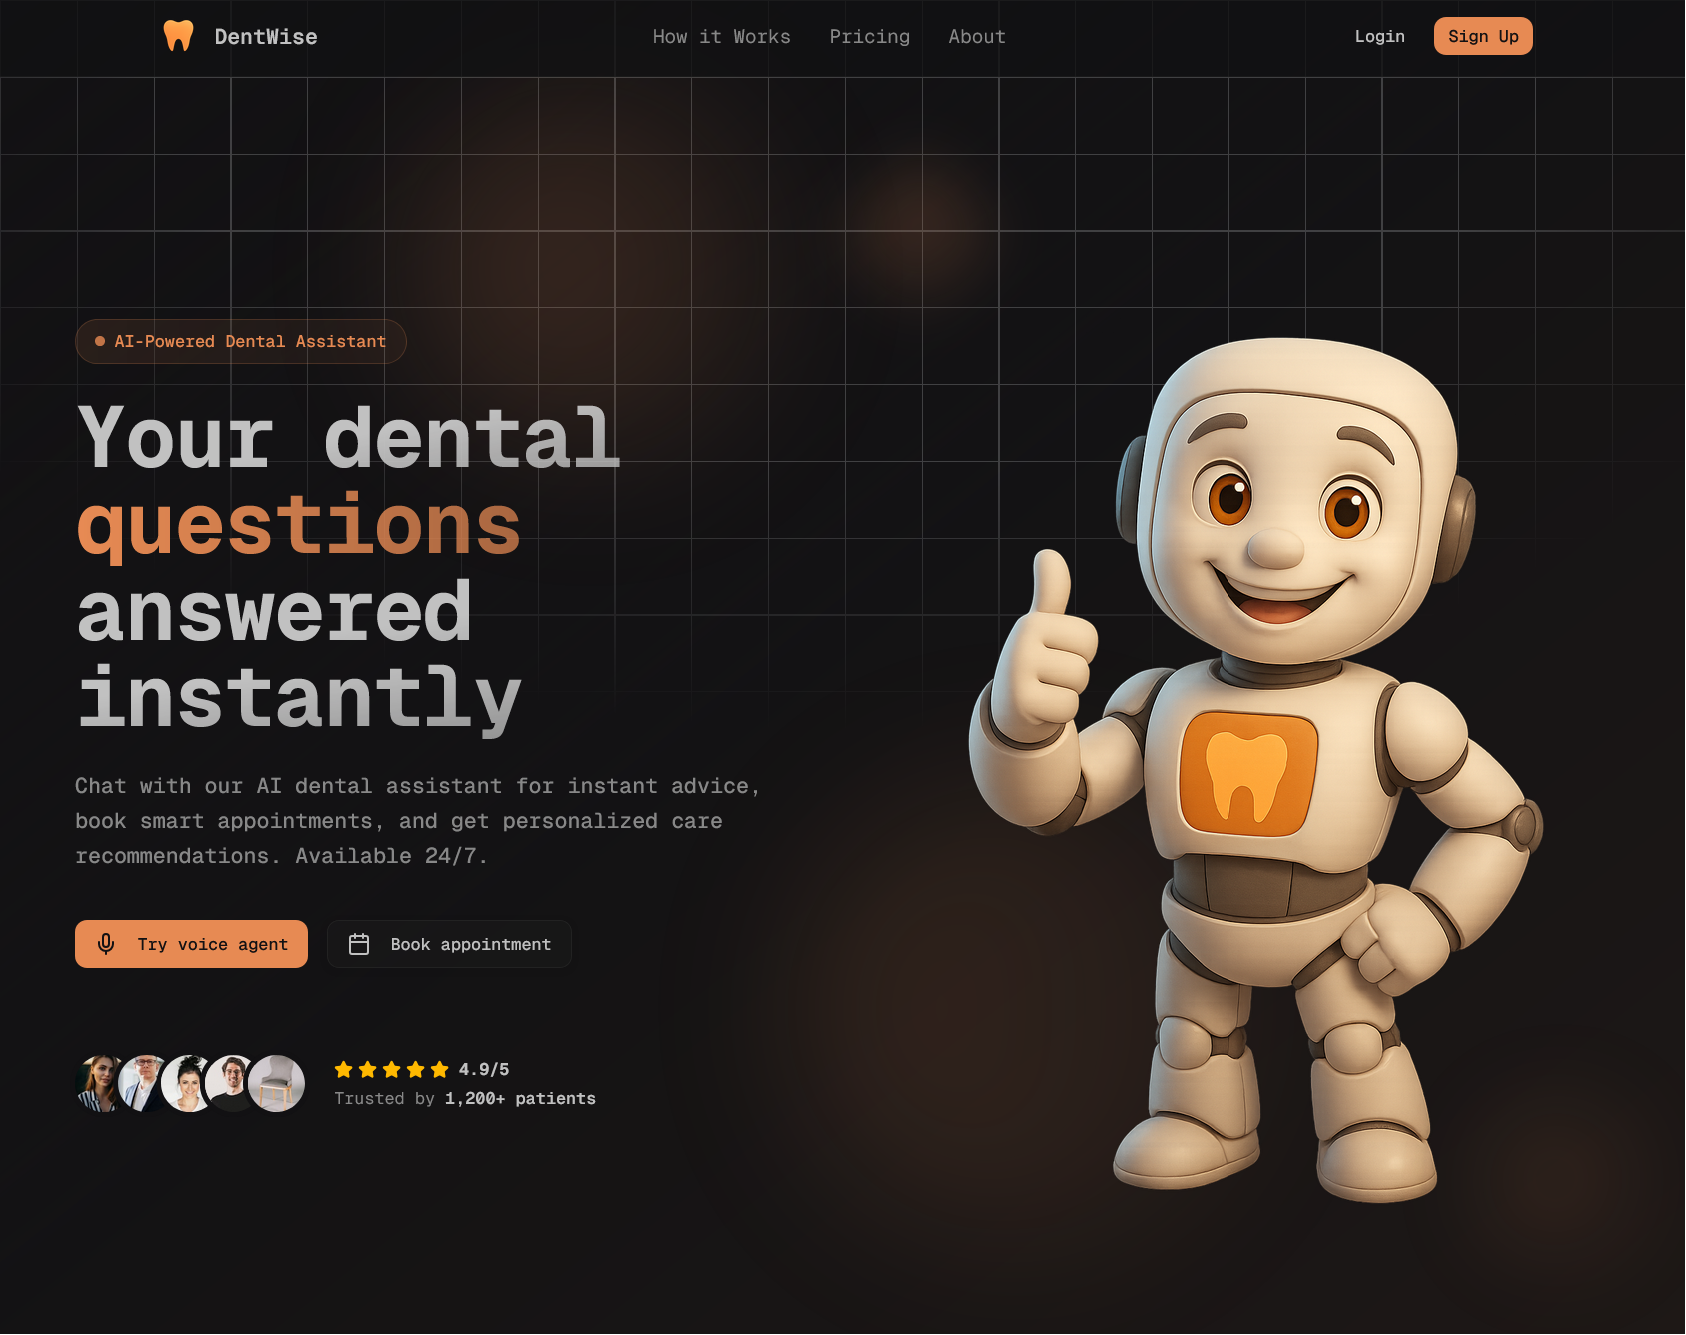 DentWise
How it Works
Pricing
About
Login
Sign Up
AI-Powered Dental Assistant
Your dental
questions
answered
instantly
Chat with our AI dental assistant for instant advice,
book smart appointments, and get personalized care
recommendations. Available 24/7.
Try voice agent
Book appointment
4.9/5
Trusted by 1,200+ patients